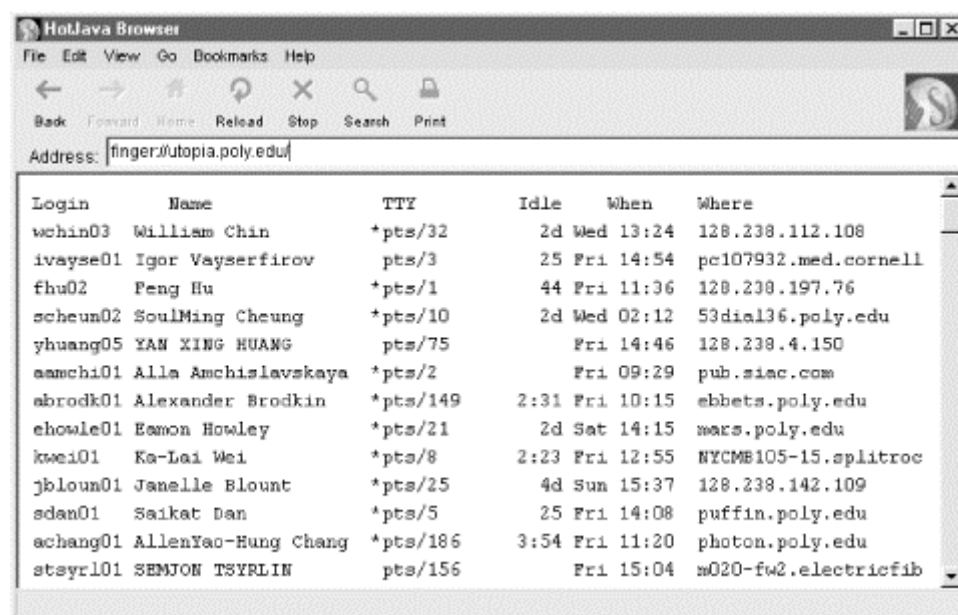 HotJava Browser
File Edit View Go Bookmarks Help
Back Forward Home Reload Stop Search Print
Address: finger://utopia.poly.edu/
Login Name TTY Idle When Where
wchin03 William Chin *pts/32 2d Wed 13:24 128.238.112.108
ivayse01 Igor Vayserfirov pts/3 25 Fri 14:54 pc107932.med.cornell
fhu02 Feng Hu *pts/1 44 Fri 11:36 128.238.197.76
scheun02 SoulMing Cheung *pts/10 2d Wed 02:12 53dial36.poly.edu
yhuang05 YAN XING HUANG pts/75 Fri 14:46 128.238.4.150
aamchi01 Alla Amchislavskaya *pts/2 Fri 09:29 pub.siac.com
abrodk01 Alexander Brodkin *pts/149 2:31 Fri 10:15 ebbets.poly.edu
ehowle01 Eamon Howley *pts/21 2d Sat 14:15 mars.poly.edu
kwei01 Ka-Lai Wei *pts/8 2:23 Fri 12:55 NYCMB105-15.splitroc
jbloun01 Janelle Blount *pts/25 4d Sun 15:37 128.238.142.109
sdan01 Saikat Dan *pts/5 25 Fri 14:08 puffin.poly.edu
achang01 AllenYao-Hung Chang *pts/186 3:54 Fri 11:20 photon.poly.edu
stsyrl01 SEMJON TSYRLIN pts/156 Fri 15:04 m020-fw2.electricfib